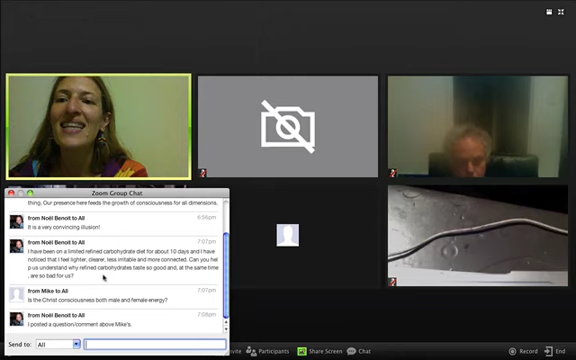 Zoom Group Chat
thing. Our presence here feeds the growth of consciousness for all dimensions.
from Noël Benoit to All 6:56pm
It is a very convincing illusion!
from Noël Benoit to All 7:07pm
I have been on a limited refined carbohydrate diet for about 10 days and I have
noticed that I feel lighter, clearer, less irritable and more connected. Can you hel
p us understand why refined carbohydrates taste so good and, at the same time
, are so bad for us?
from Mike to All 7:07pm
Is the Christ consciousness both male and female energy?
from Noël Benoit to All 7:08pm
I posted a question/comment above Mike's.
Send to: All
Participants Share Screen Chat Record End